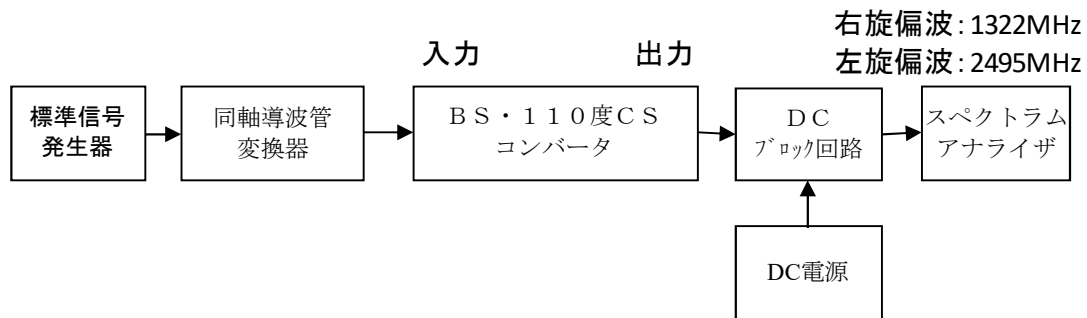 右旋偏波：1322MHz
左旋偏波：2495MHz
入力
出力
標準信号
発生器
同軸導波管
変換器
ＢＳ・１１０度ＣＳ
コンバータ
ＤＣ
ﾌﾞﾛｯｸ回路
スペクトラム
アナライザ
DC電源